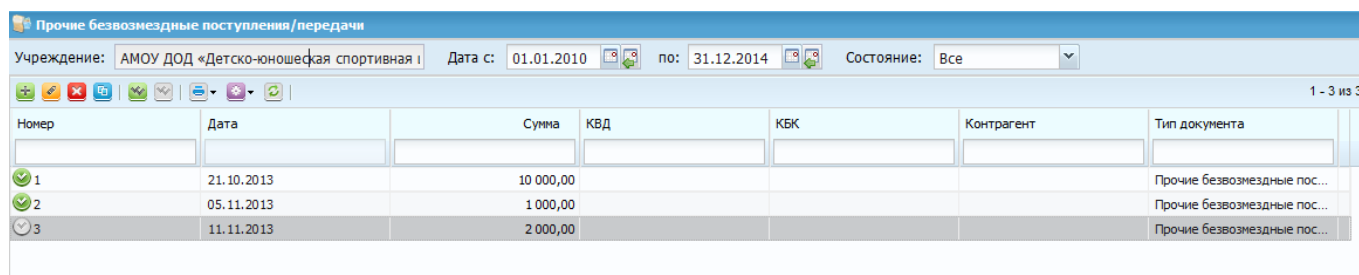 Прочие безвозмездные поступления/передачи
Учреждение: АМОУ ДОД «Детско-юношеская спортивная Дата с: 01.01.2010 по: 31.12.2014 Состояние: Все
1 - 3 из 3
Номер Дата Сумма КВД КБК Контрагент Тип документа
1 21.10.2013 10 000,00 Прочие безвозмездные пос...
2 05.11.2013 1 000,00 Прочие безвозмездные пос...
3 11.11.2013 2 000,00 Прочие безвозмездные пос...